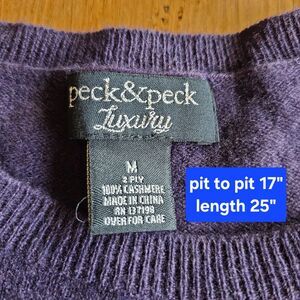 peck&peck
Luxury
M
2 PLY
100% CASHMERE
MADE IN CHINA
RN 137198
OVER FOR CARE
pit to pit 17"
length 25"